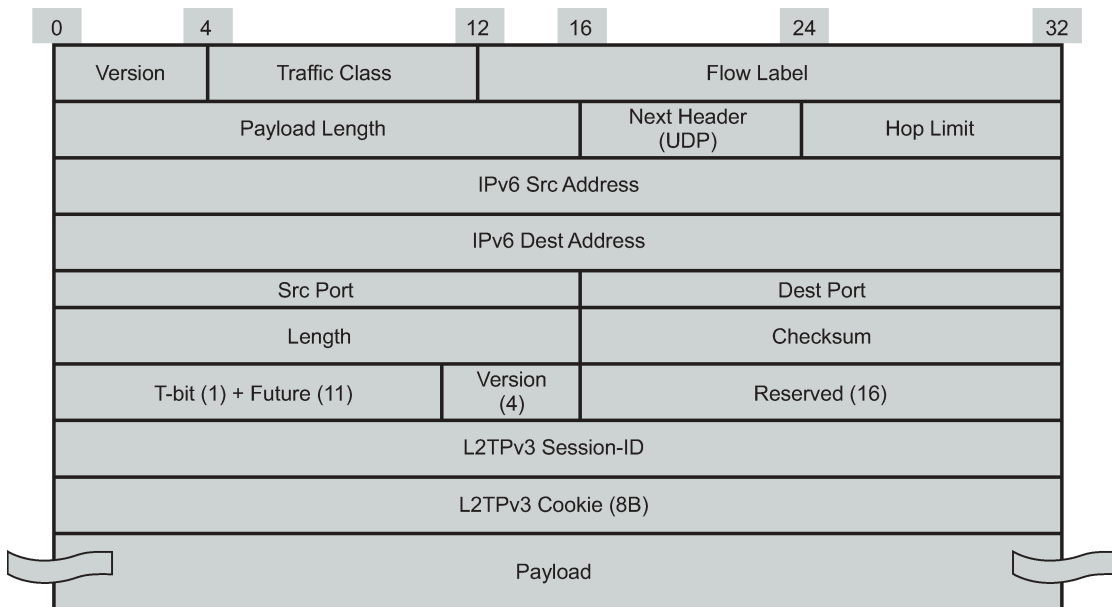 0 4 12 16 24 32
Version Traffic Class Flow Label
Payload Length Next Header (UDP) Hop Limit
IPv6 Src Address
IPv6 Dest Address
Src Port Dest Port
Length Checksum
T-bit (1) + Future (11) Version (4) Reserved (16)
L2TPv3 Session-ID
L2TPv3 Cookie (8B)
Payload